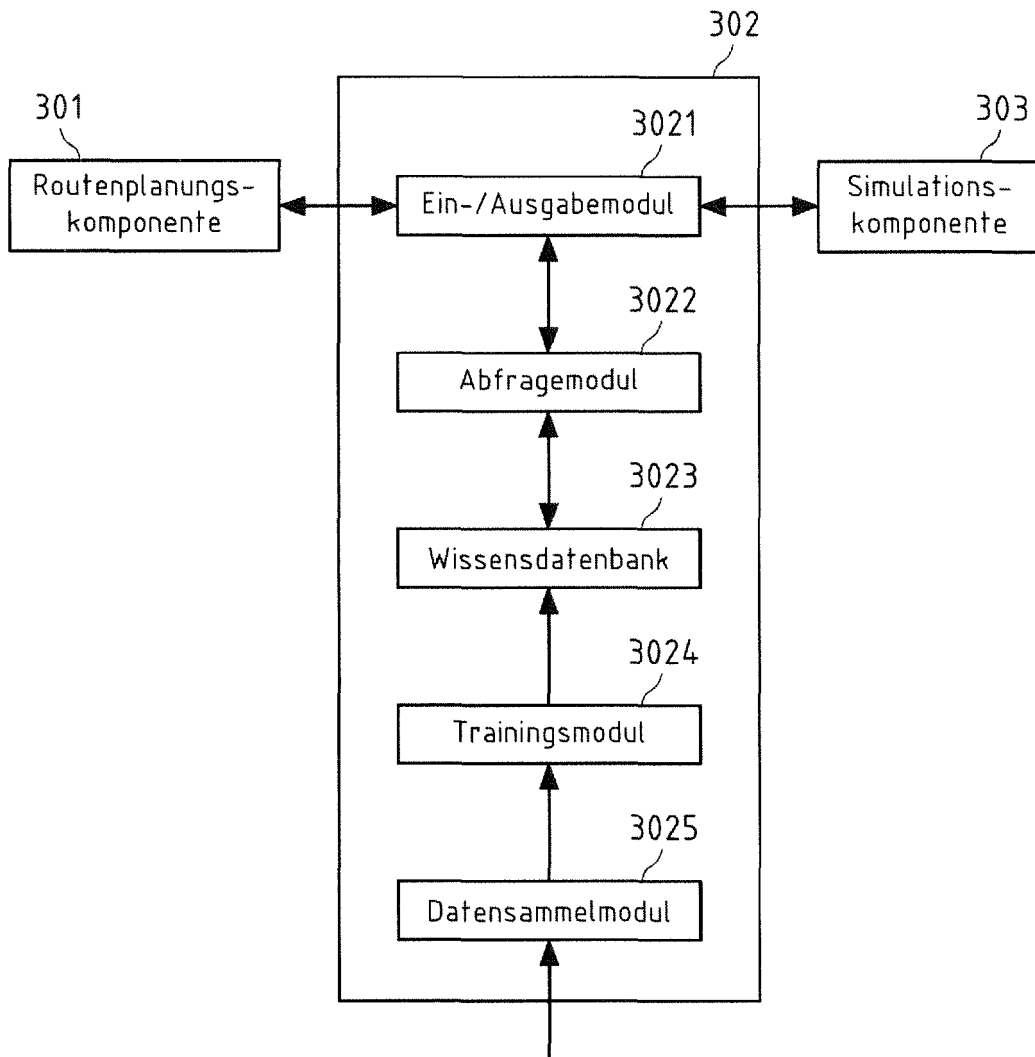 302
301
3021
303
Routenplanungs-
komponente
Ein-/Ausgabemodul
Simulations-
komponente
3022
Abfragemodul
3023
Wissensdatenbank
3024
Trainingsmodul
3025
Datensammelmodul